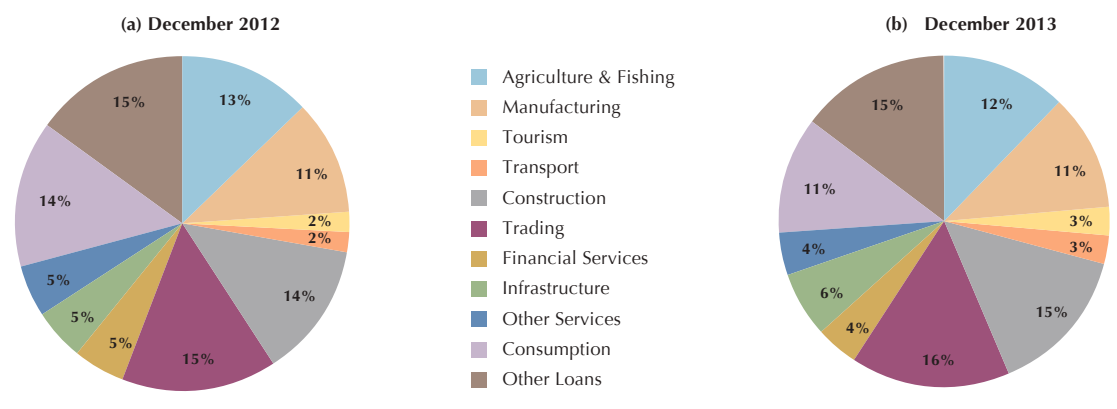 (a) December 2012
(b) December 2013
13%
11%
2%
2%
14%
15%
5%
5%
5%
14%
15%
Agriculture & Fishing
Manufacturing
Tourism
Transport
Construction
Trading
Financial Services
Infrastructure
Other Services
Consumption
Other Loans
12%
11%
3%
3%
15%
16%
4%
6%
4%
11%
15%